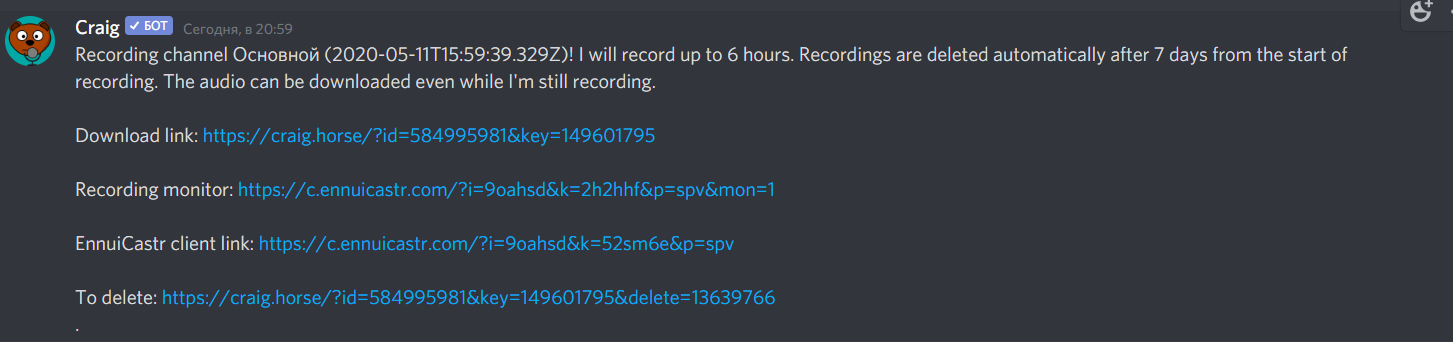 Craig ✓ БОТ Сегодня, в 20:59
Recording channel Основной (2020-05-11T15:59:39.329Z)! I will record up to 6 hours. Recordings are deleted automatically after 7 days from the start of
recording. The audio can be downloaded even while I'm still recording.
Download link: https://craig.horse/?id=584995981&key=149601795
Recording monitor: https://c.ennuicastr.com/?i=9oahsd&k=2h2hhf&p=spv&mon=1
EnnuiCastr client link: https://c.ennuicastr.com/?i=9oahsd&k=52sm6e&p=spv
To delete: https://craig.horse/?id=584995981&key=149601795&delete=13639766
.